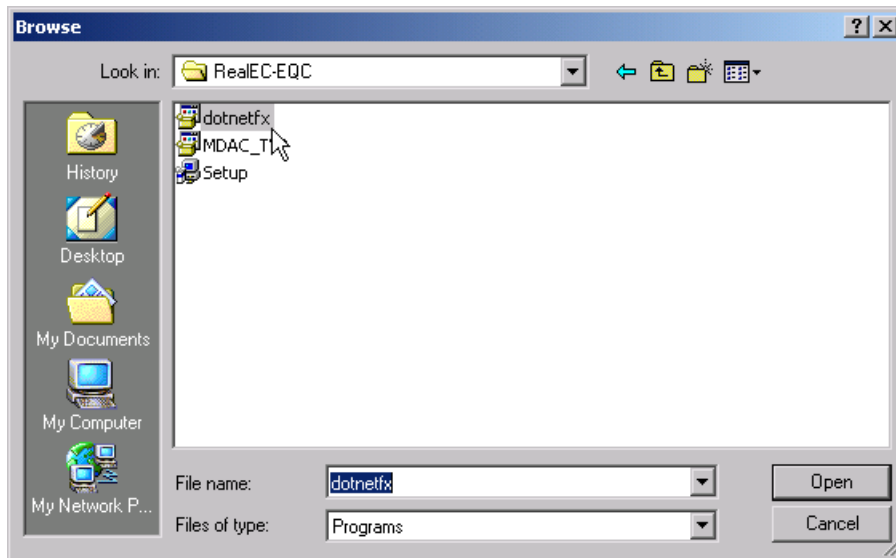 Browse
Look in: RealEC-EQC
dotnetfx
MDAC_T
Setup
History
Desktop
My Documents
My Computer
My Network P...
File name: dotnetfx Open
Files of type: Programs Cancel